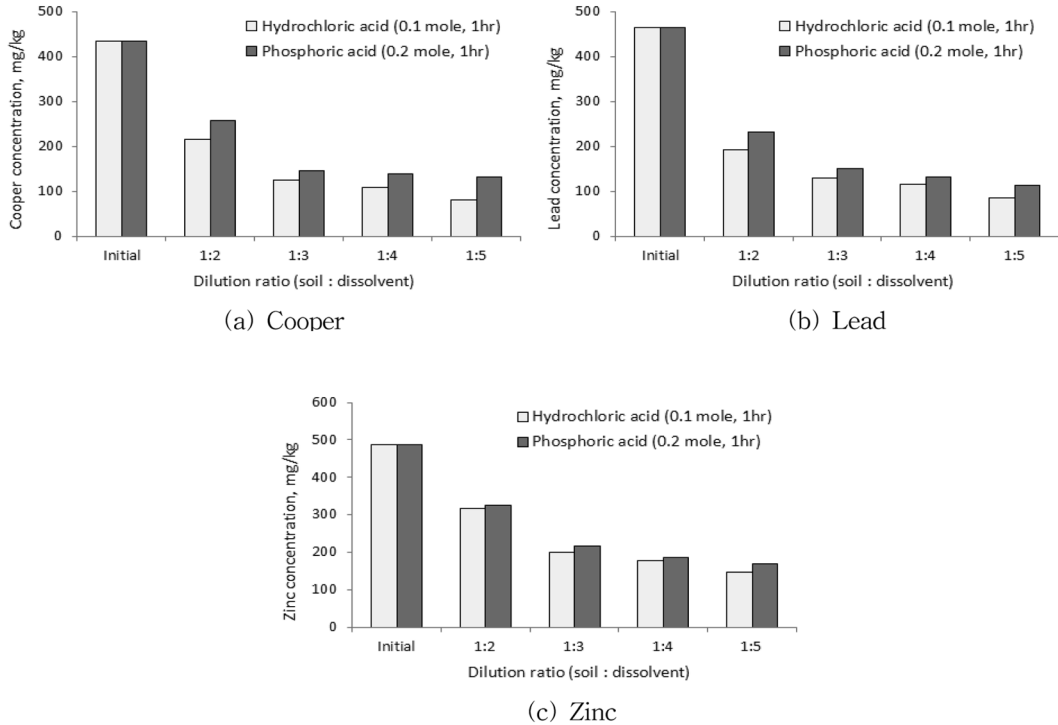 500
400
300
200
100
0
Cooper concentration, mg/kg
Hydrochloric acid (0.1 mole, 1hr)
Phosphoric acid (0.2 mole, 1hr)
Initial 1:2 1:3 1:4 1:5
Dilution ratio (soil : dissolvent)
(a) Cooper
500
400
300
200
100
0
Lead concentration, mg/kg
Hydrochloric acid (0.1 mole, 1hr)
Phosphoric acid (0.2 mole, 1hr)
Initial 1:2 1:3 1:4 1:5
Dilution ratio (soil : dissolvent)
(b) Lead
600
500
400
300
200
100
0
Zinc concentration, mg/kg
Hydrochloric acid (0.1 mole, 1hr)
Phosphoric acid (0.2 mole, 1hr)
Initial 1:2 1:3 1:4 1:5
Dilution ratio (soil : dissolvent)
(c) Zinc